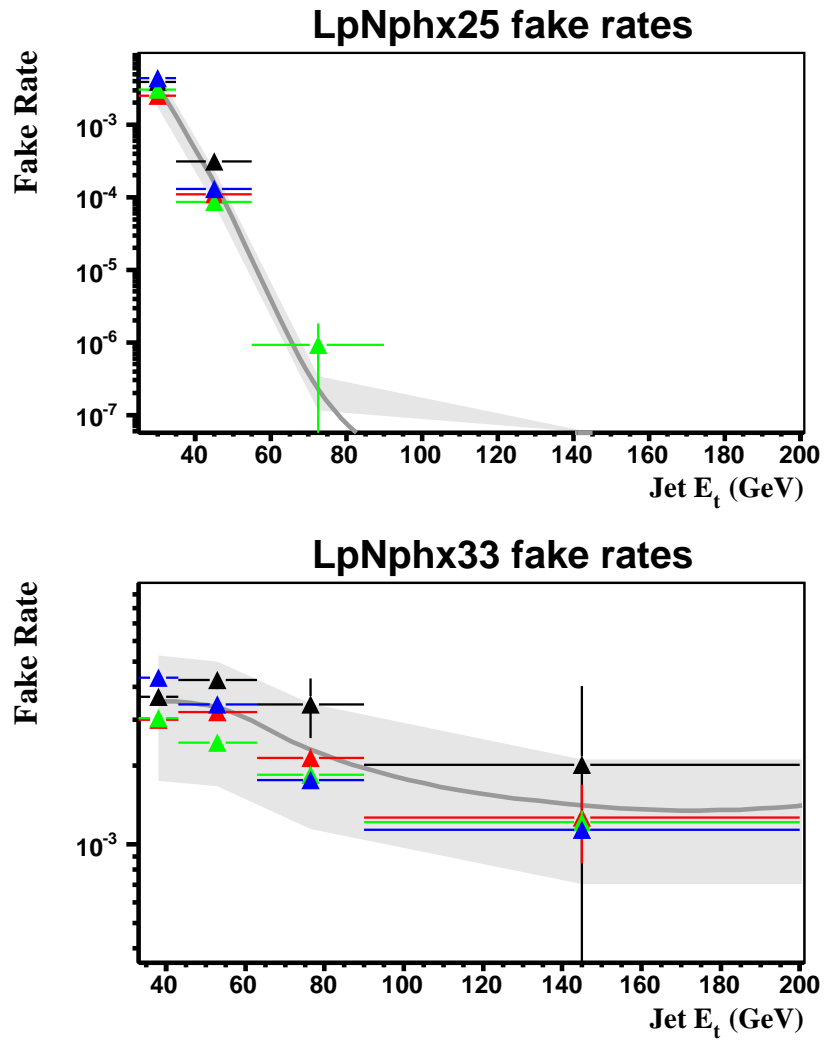 LpNphx25 fake rates
Fake Rate
10^-3
10^-4
10^-5
10^-6
10^-7
40 60 80 100 120 140 160 180 200
Jet E_t (GeV)
LpNphx33 fake rates
Fake Rate
10^-3
40 60 80 100 120 140 160 180 200
Jet E_t (GeV)